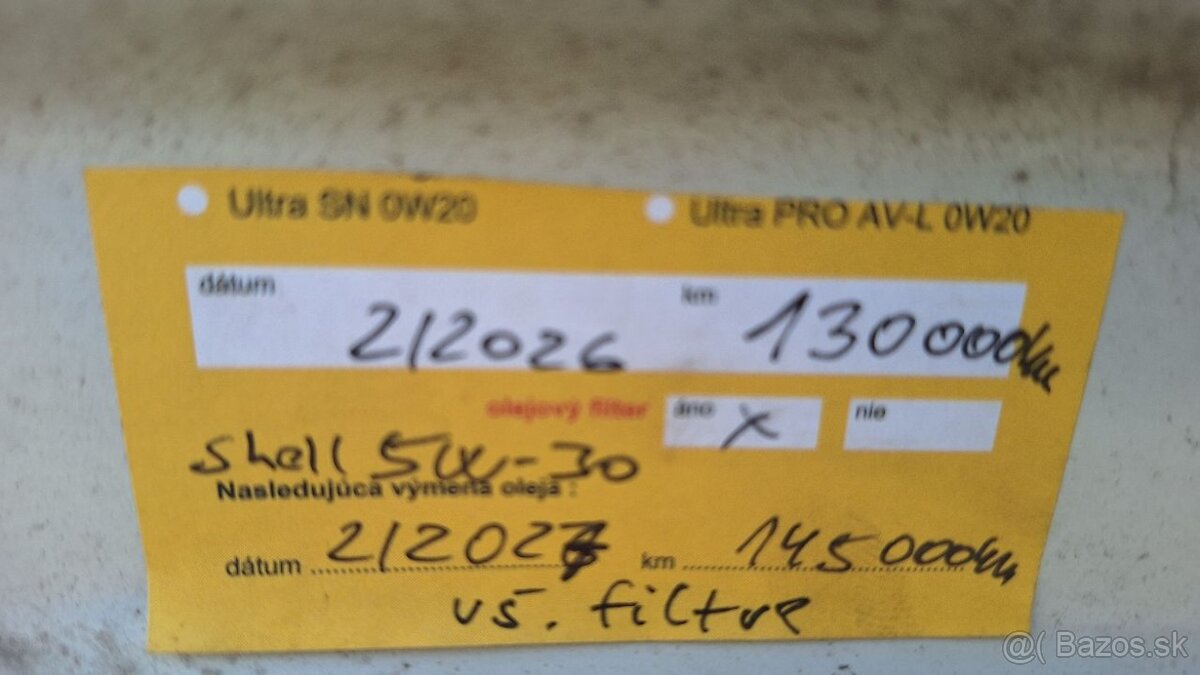 Ultra SN 0W20 Ultra PRO AV-L 0W20
dátum 2/2026 km 130000km
olejový filter áno x nie
Shell 5W-30
Nasledujúca výmena oleja :
dátum 2/2027 km 145000km
vš. filtre
@( Bazos.sk